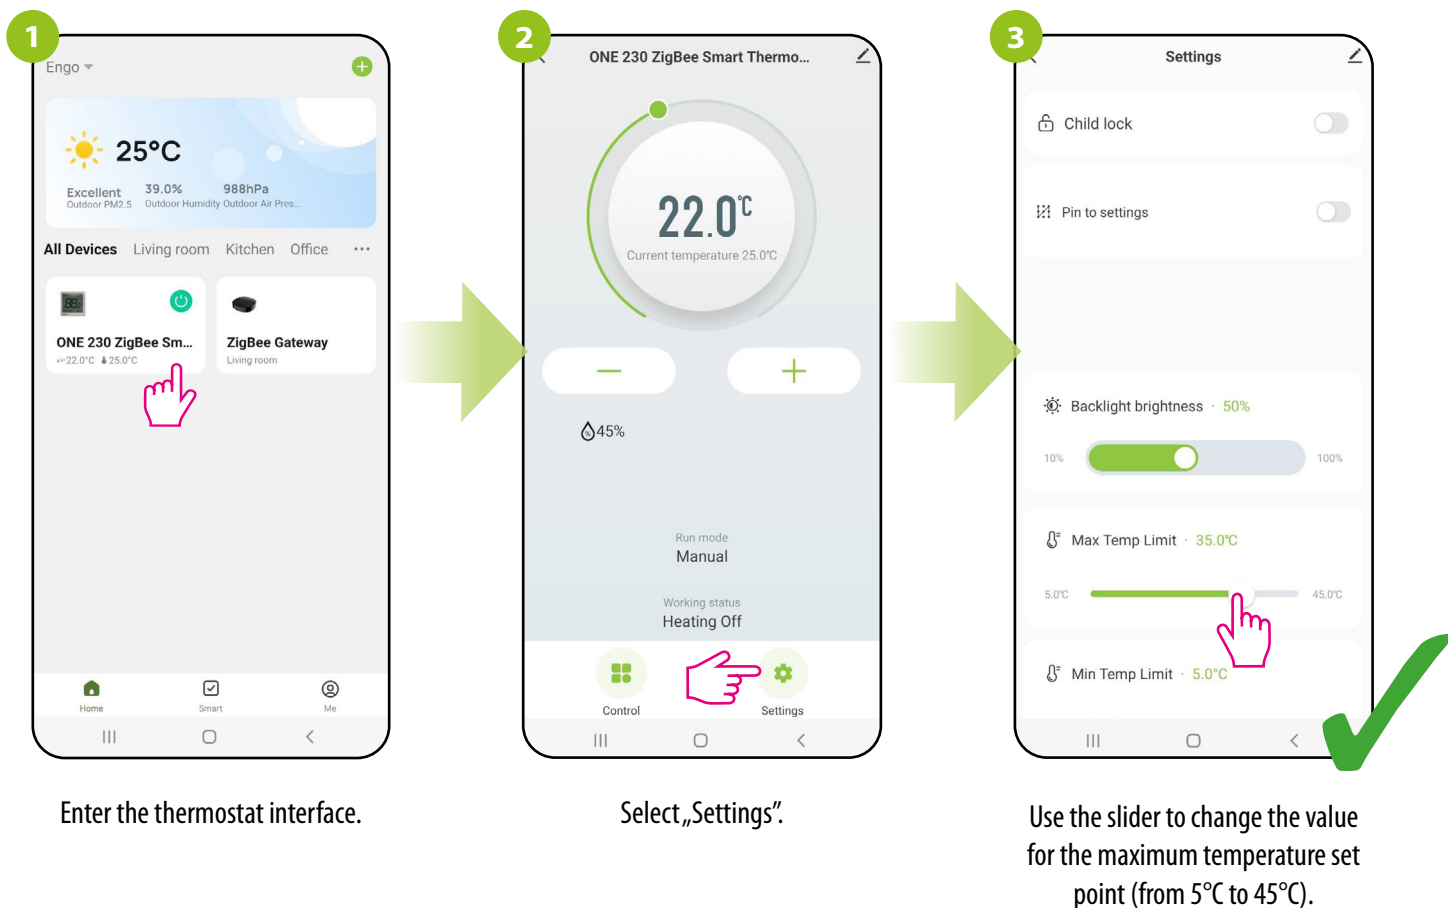 1
Engo
25°C
Excellent
Outdoor PM2.5
39.0%
Outdoor Humidity
988hPa
Outdoor Air Pres...
All Devices Living room Kitchen Office ...
ONE 230 ZigBee Sm...
22.0°C 25.0°C
ZigBee Gateway
Living room
Home Smart Me
Enter the thermostat interface.
2
ONE 230 ZigBee Smart Thermo...
22.0°C
Current temperature 25.0°C
45%
Run mode
Manual
Working status
Heating Off
Control Settings
Select „Settings”.
3
Settings
Child lock
Pin to settings
Backlight brightness · 50%
10% 100%
Max Temp Limit · 35.0°C
5.0°C 45.0°C
Min Temp Limit · 5.0°C
Use the slider to change the value
for the maximum temperature set
point (from 5°C to 45°C).